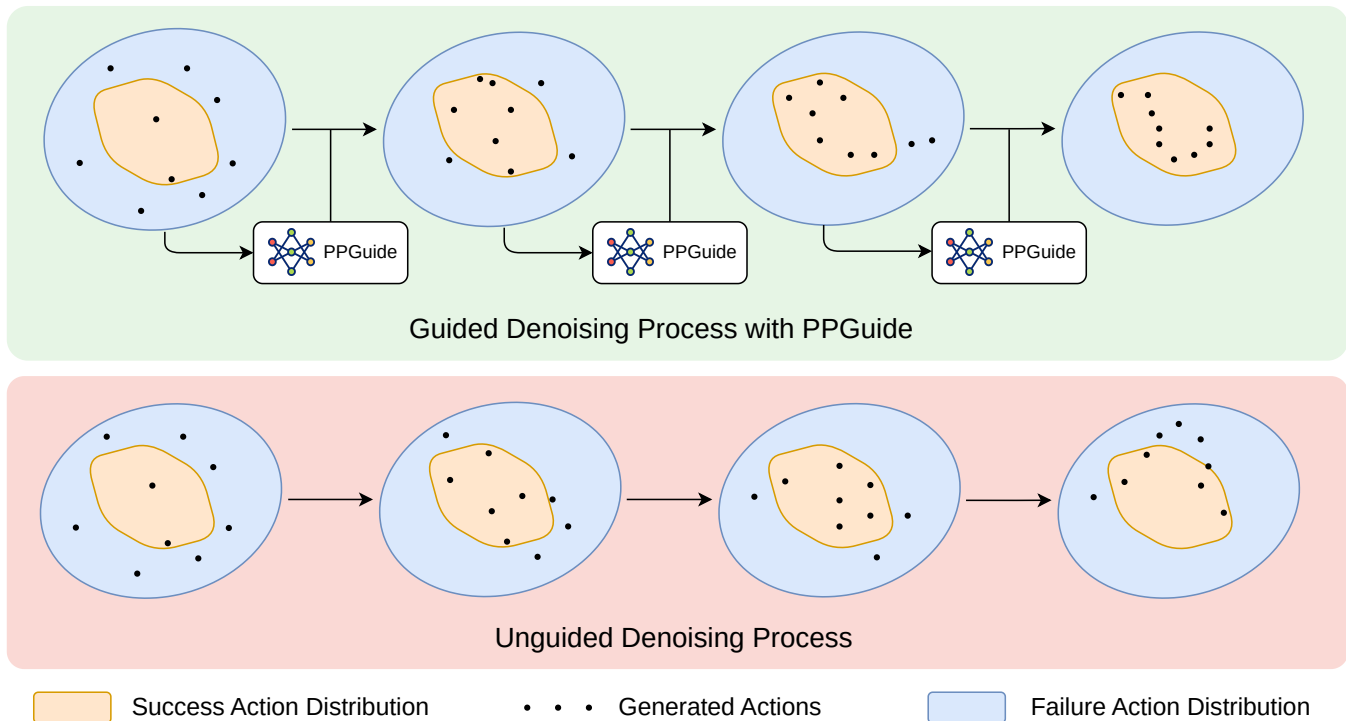 PPGuide
PPGuide
PPGuide
Guided Denoising Process with PPGuide
Unguided Denoising Process
Success Action Distribution
Generated Actions
Failure Action Distribution